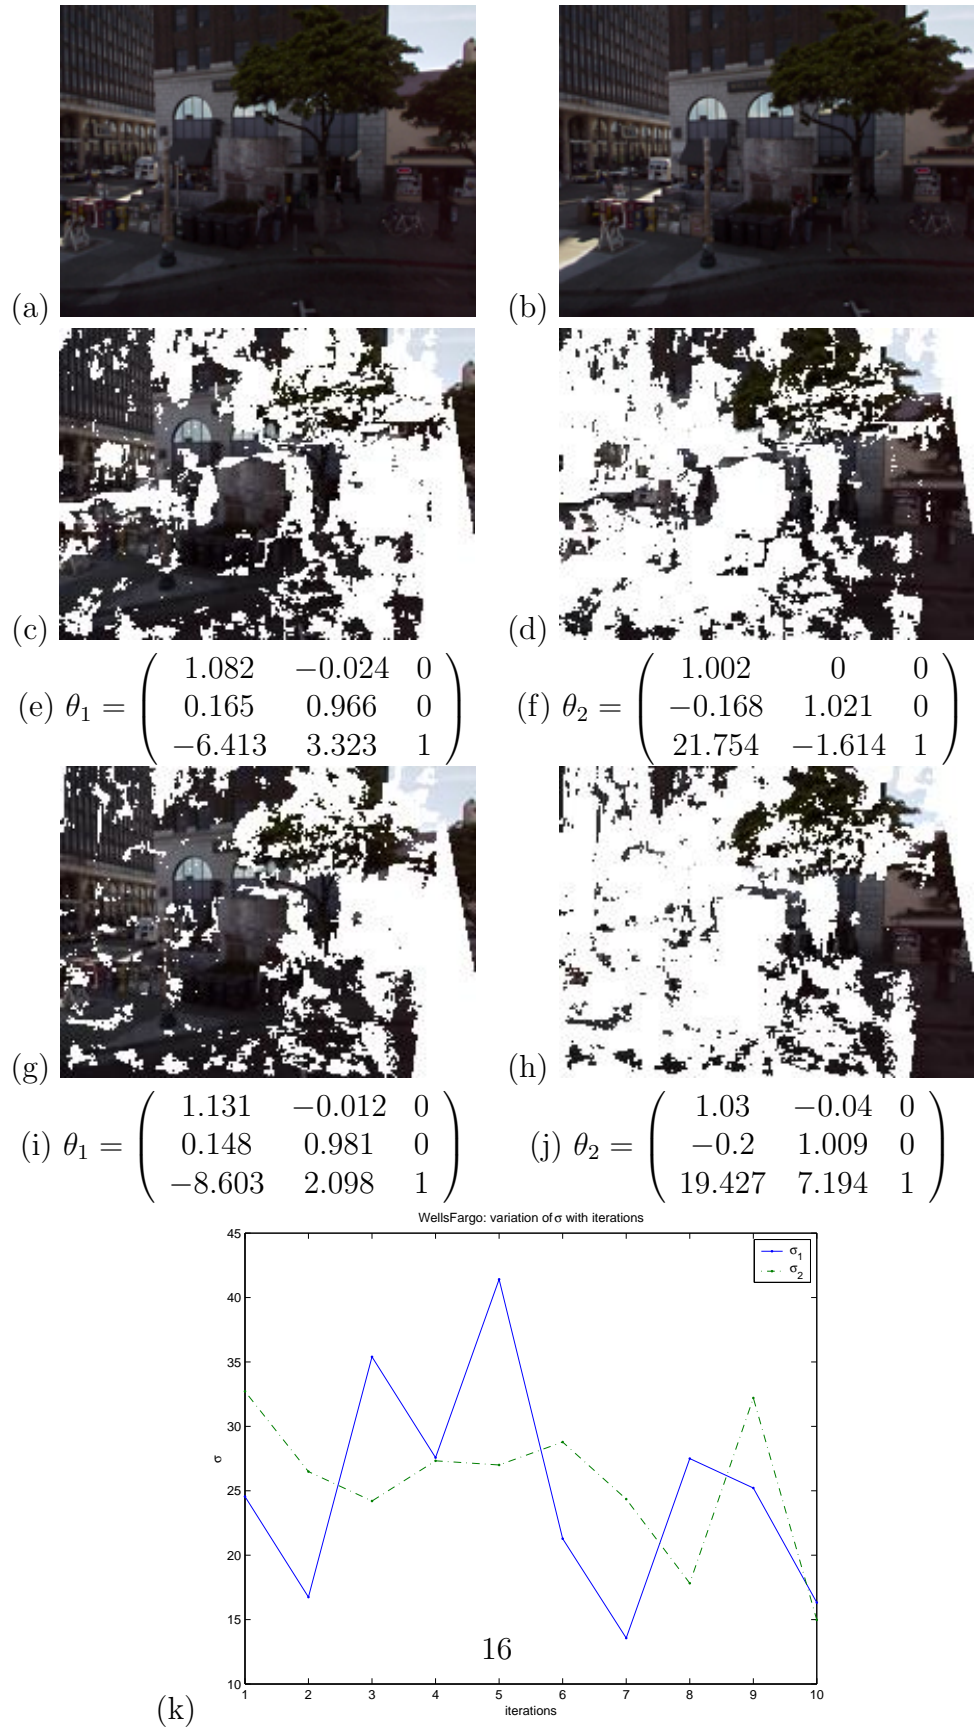 (a)
(b)
(c)
(d)
(e) θ₁ = ( 1.082 −0.024 0
0.165 0.966 0
−6.413 3.323 1 )
(f) θ₂ = ( 1.002 0 0
−0.168 1.021 0
21.754 −1.614 1 )
(g)
(h)
(i) θ₁ = ( 1.131 −0.012 0
0.148 0.981 0
−8.603 2.098 1 )
(j) θ₂ = ( 1.03 −0.04 0
−0.2 1.009 0
19.427 7.194 1 )
WellsFargo: variation of σ with iterations
45
40
35
30
25
20
15
10
σ
σ₁
σ₂
16
1 2 3 4 5 6 7 8 9 10
iterations
(k)